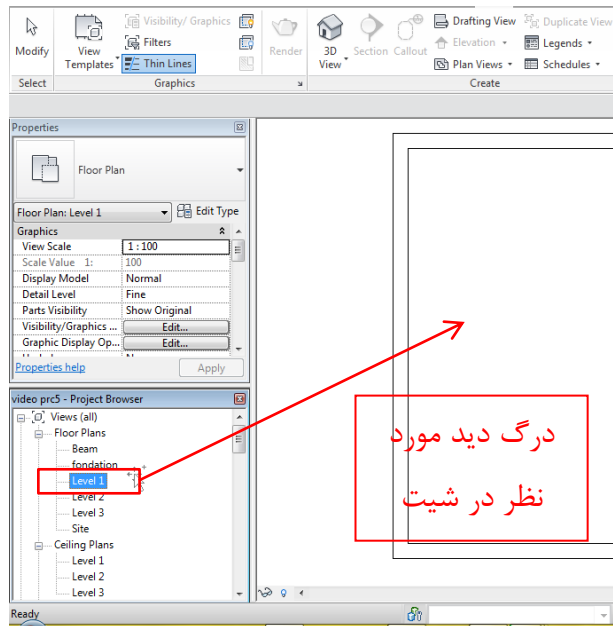 Modify
View
Templates
Visibility/ Graphics
Filters
Thin Lines
Render
3D
View
Section
Callout
Drafting View
Elevation
Plan Views
Duplicate View
Legends
Schedules
Select
Graphics
Create
Properties
Floor Plan
Floor Plan: Level 1
Edit Type
Graphics
View Scale
1 : 100
Scale Value 1:
100
Display Model
Normal
Detail Level
Fine
Parts Visibility
Show Original
Visibility/Graphics ...
Edit...
Graphic Display Op...
Edit...
Properties help
Apply
video prc5 - Project Browser
Views (all)
Floor Plans
Beam
fondation
Level 1
Level 2
Level 3
Site
Ceiling Plans
Level 1
Level 2
Level 3
درگ دید مورد
نظر در شیت
Ready